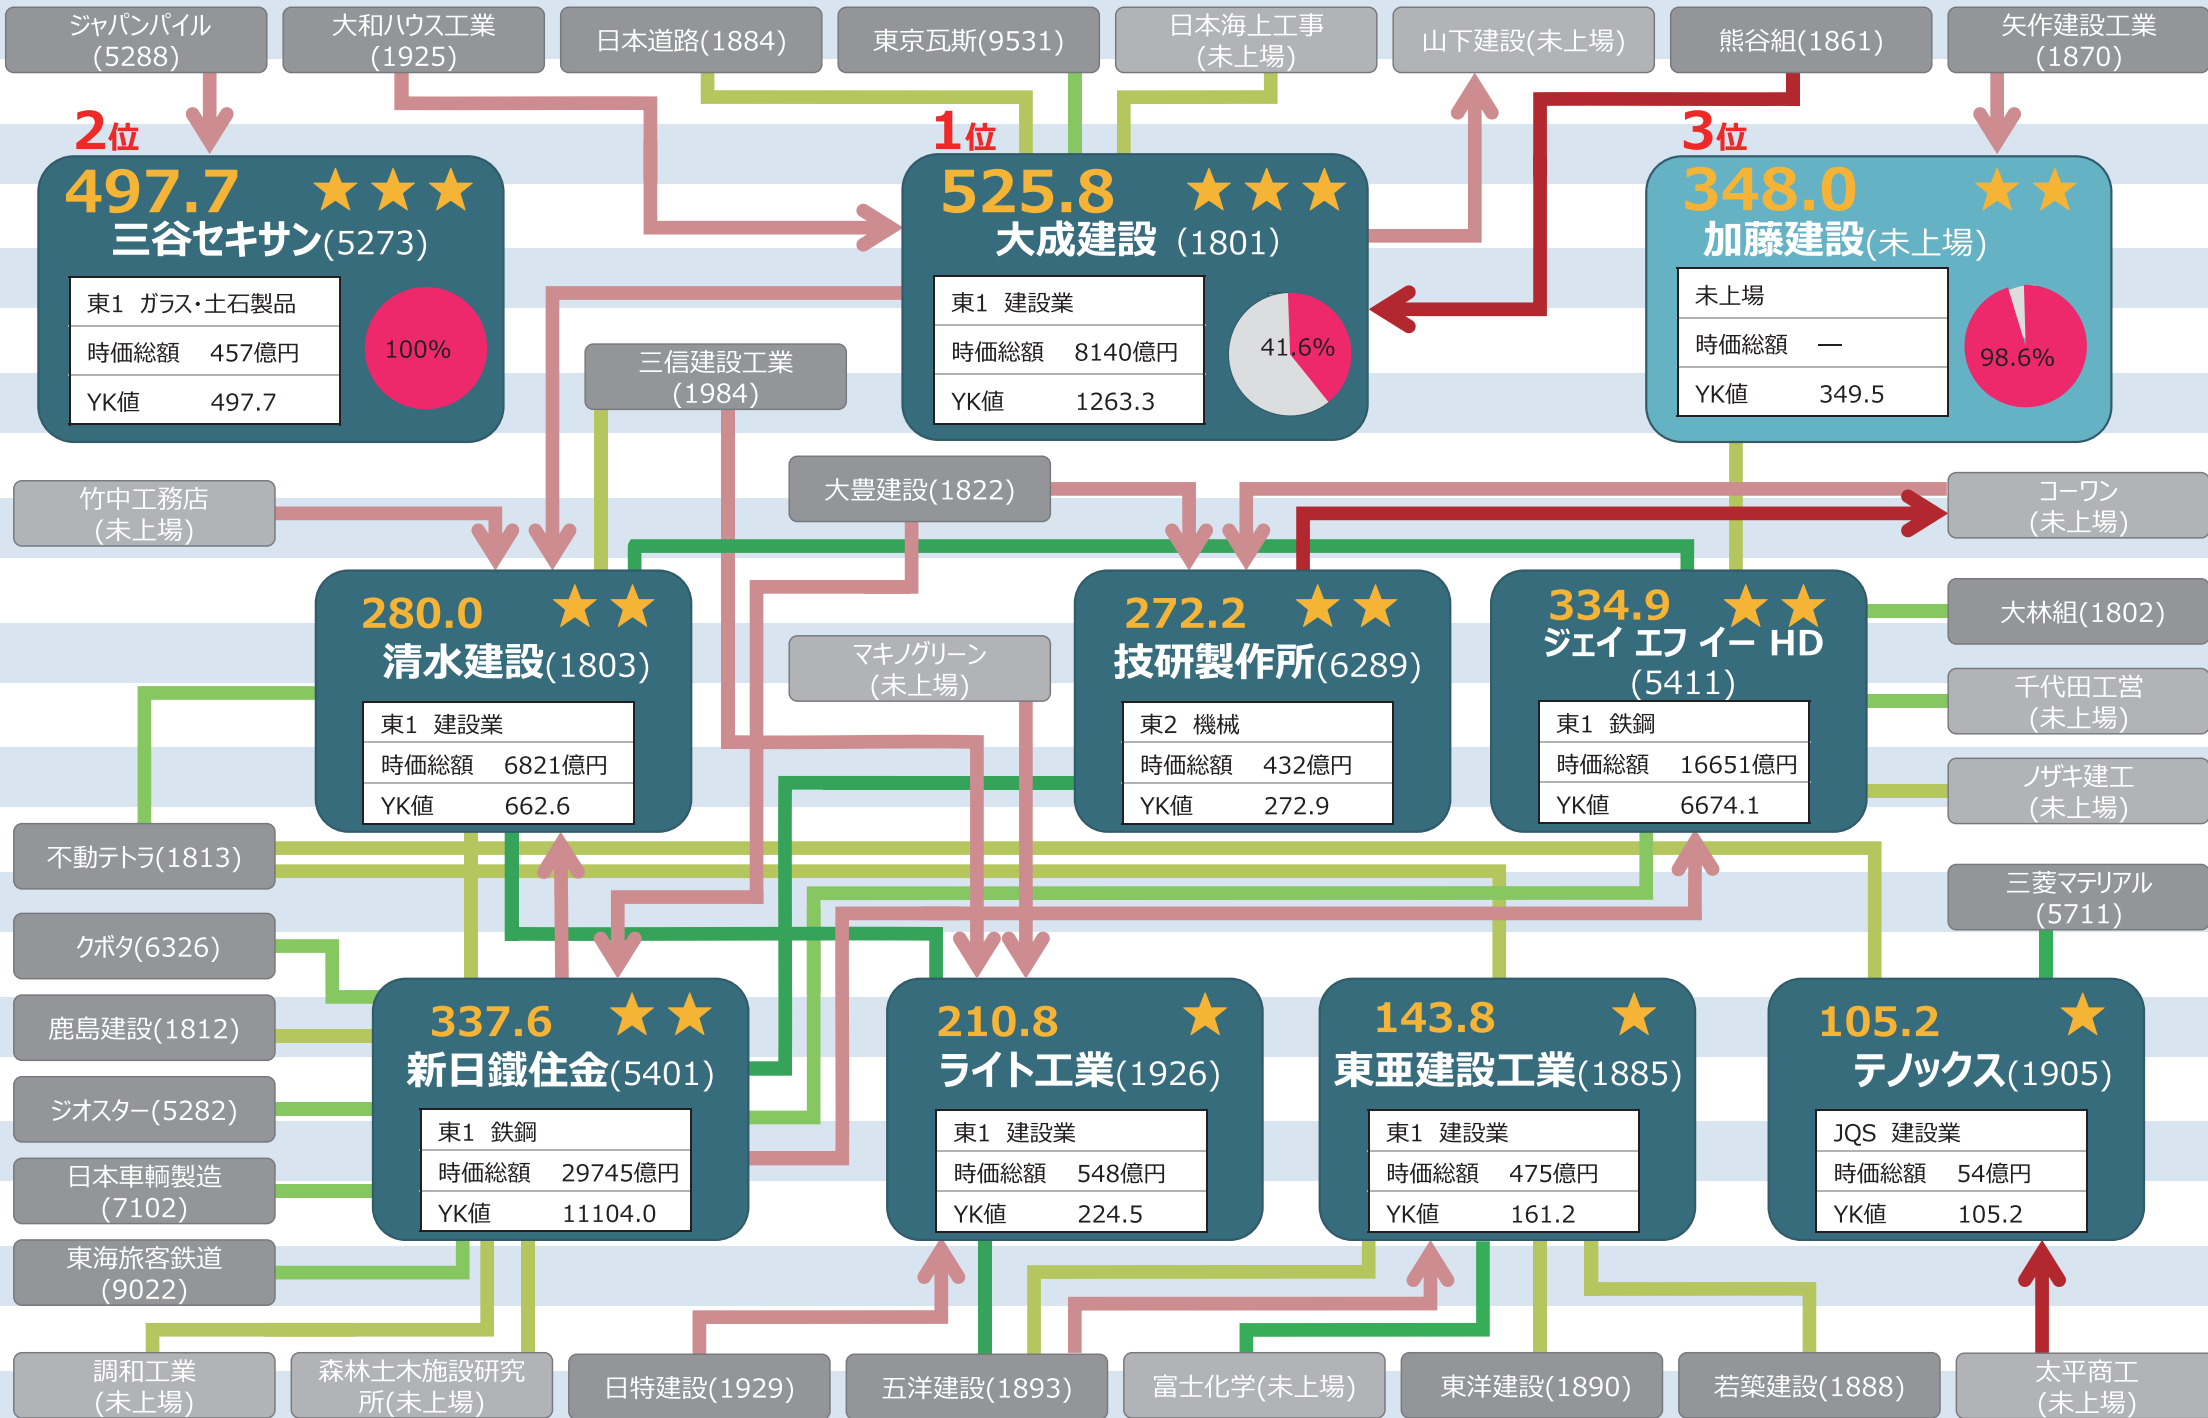 ジャパンパイル
(5288)
大和ハウス工業
(1925)
日本道路(1884)
東京瓦斯(9531)
日本海上工事
(未上場)
山下建設(未上場)
熊谷組(1861)
矢作建設工業
(1870)
2位
497.7
三谷セキサン(5273)
東1 ガラス・土石製品
時価総額 457億円
YK値 497.7
100%
1位
525.8
大成建設 (1801)
東1 建設業
時価総額 8140億円
YK値 1263.3
41.6%
3位
348.0
加藤建設(未上場)
未上場
時価総額 ―
YK値 349.5
98.6%
三信建設工業
(1984)
竹中工務店
(未上場)
大豊建設(1822)
コーワン
(未上場)
280.0
清水建設(1803)
東1 建設業
時価総額 6821億円
YK値 662.6
マキノグリーン
(未上場)
272.2
技研製作所(6289)
東2 機械
時価総額 432億円
YK値 272.9
334.9
ジェイ エフ イー HD
(5411)
東1 鉄鋼
時価総額 16651億円
YK値 6674.1
大林組(1802)
千代田工営
(未上場)
ノザキ建工
(未上場)
三菱マテリアル
(5711)
不動テトラ(1813)
クボタ(6326)
鹿島建設(1812)
ジオスター(5282)
日本車輌製造
(7102)
東海旅客鉄道
(9022)
337.6
新日鐵住金(5401)
東1 鉄鋼
時価総額 29745億円
YK値 11104.0
210.8
ライト工業(1926)
東1 建設業
時価総額 548億円
YK値 224.5
143.8
東亜建設工業(1885)
東1 建設業
時価総額 475億円
YK値 161.2
105.2
テノックス(1905)
JQS 建設業
時価総額 54億円
YK値 105.2
調和工業
(未上場)
森林土木施設研究
所(未上場)
日特建設(1929)
五洋建設(1893)
富士化学(未上場)
東洋建設(1890)
若築建設(1888)
太平商工
(未上場)